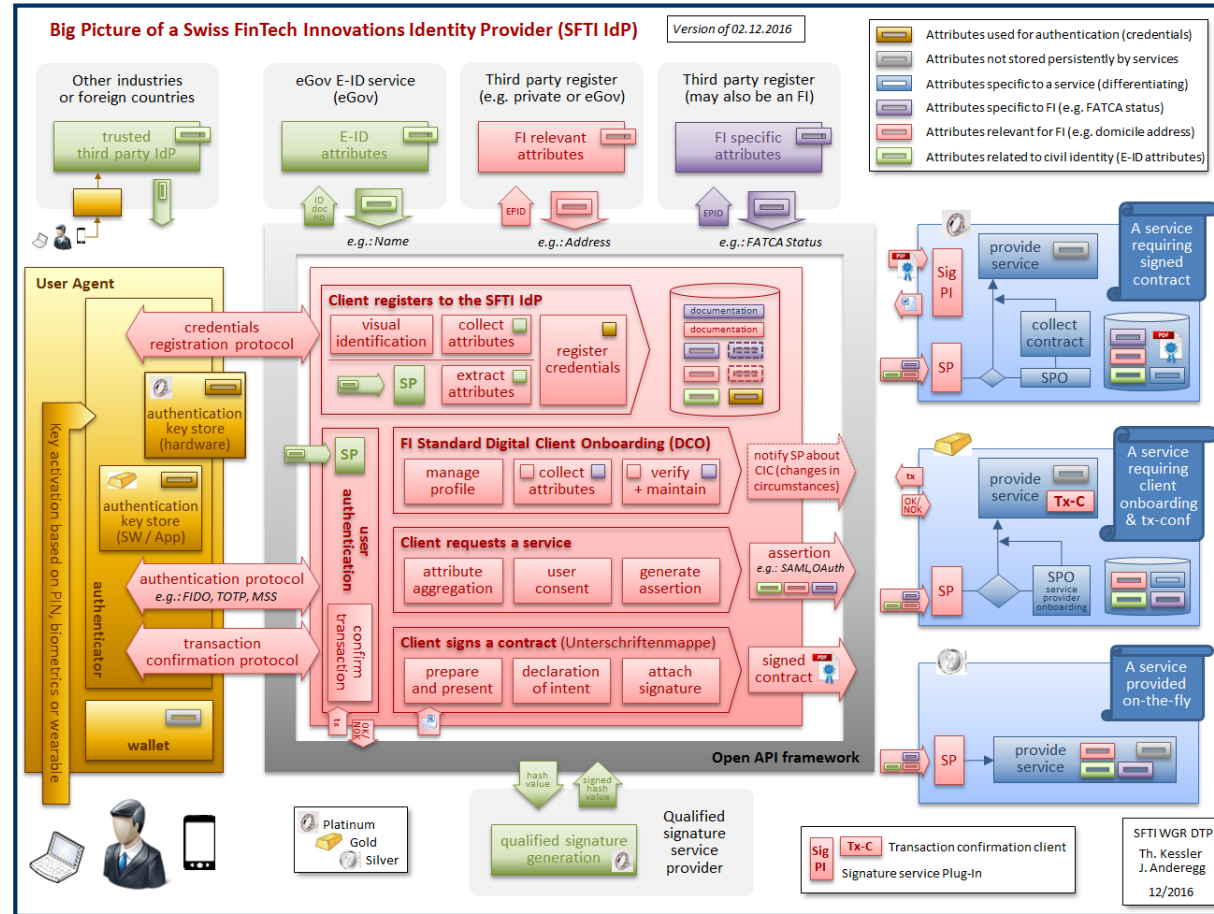 Big Picture of a Swiss FinTech Innovations Identity Provider (SFTI IdP)
Version of 02.12.2016
Attributes used for authentication (credentials)
Attributes not stored persistently by services
Attributes specific to a service (differentiating)
Attributes specific to FI (e.g. FATCA status)
Attributes relevant for FI (e.g. domicile address)
Attributes related to civil identity (E-ID attributes)
Other industries
or foreign countries
trusted
third party IdP
eGov E-ID service
(eGov)
E-ID
attributes
ID
doc
no
e.g.: Name
Third party register
(e.g. private or eGov)
FI relevant
attributes
EPID
e.g.: Address
Third party register
(may also be an FI)
FI specific
attributes
EPID
e.g.: FATCA Status
User Agent
Key activation based on PIN, biometrics or wearable
authenticator
authentication
key store
(hardware)
authentication
key store
(SW / App)
wallet
credentials
registration protocol
authentication protocol
e.g.: FIDO, TOTP, MSS
transaction
confirmation protocol
Client registers to the SFTI IdP
visual
identification
collect
attributes
SP
extract
attributes
register
credentials
documentation
documentation
SP
user
authentication
confirm
transaction
tx
OK/
NOK
FI Standard Digital Client Onboarding (DCO)
manage
profile
collect
attributes
verify
+ maintain
notify SP about
CIC (changes in
circumstances)
Client requests a service
attribute
aggregation
user
consent
generate
assertion
assertion
e.g.: SAML,OAuth
Client signs a contract (Unterschriftenmappe)
prepare
and present
declaration
of intent
attach
signature
signed
contract
PDF
Open API framework
hash
value
signed
hash
value
qualified signature
generation
Qualified
signature
service
provider
PDF
Sig
PI
SP
provide
service
collect
contract
SPO
PDF
A service
requiring
signed
contract
tx
OK/
NOK
SP
provide
service
Tx-C
SPO
service
provider
onboarding
A service
requiring
client
onboarding
& tx-conf
SP
provide
service
A service
provided
on-the-fly
Platinum
Gold
Silver
Sig
PI
Tx-C
Transaction confirmation client
Signature service Plug-In
SFTI WGR DTP
Th. Kessler
J. Anderegg
12/2016